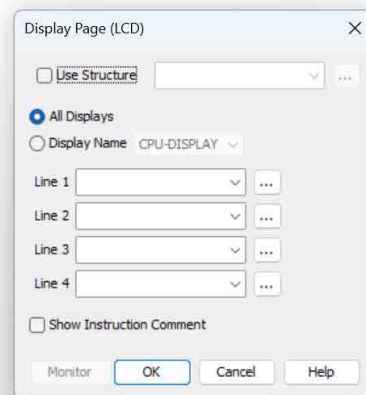 Display Page (LCD)
Use Structure ...
All Displays
Display Name CPU-DISPLAY
Line 1 ...
Line 2 ...
Line 3 ...
Line 4 ...
Show Instruction Comment
Monitor OK Cancel Help